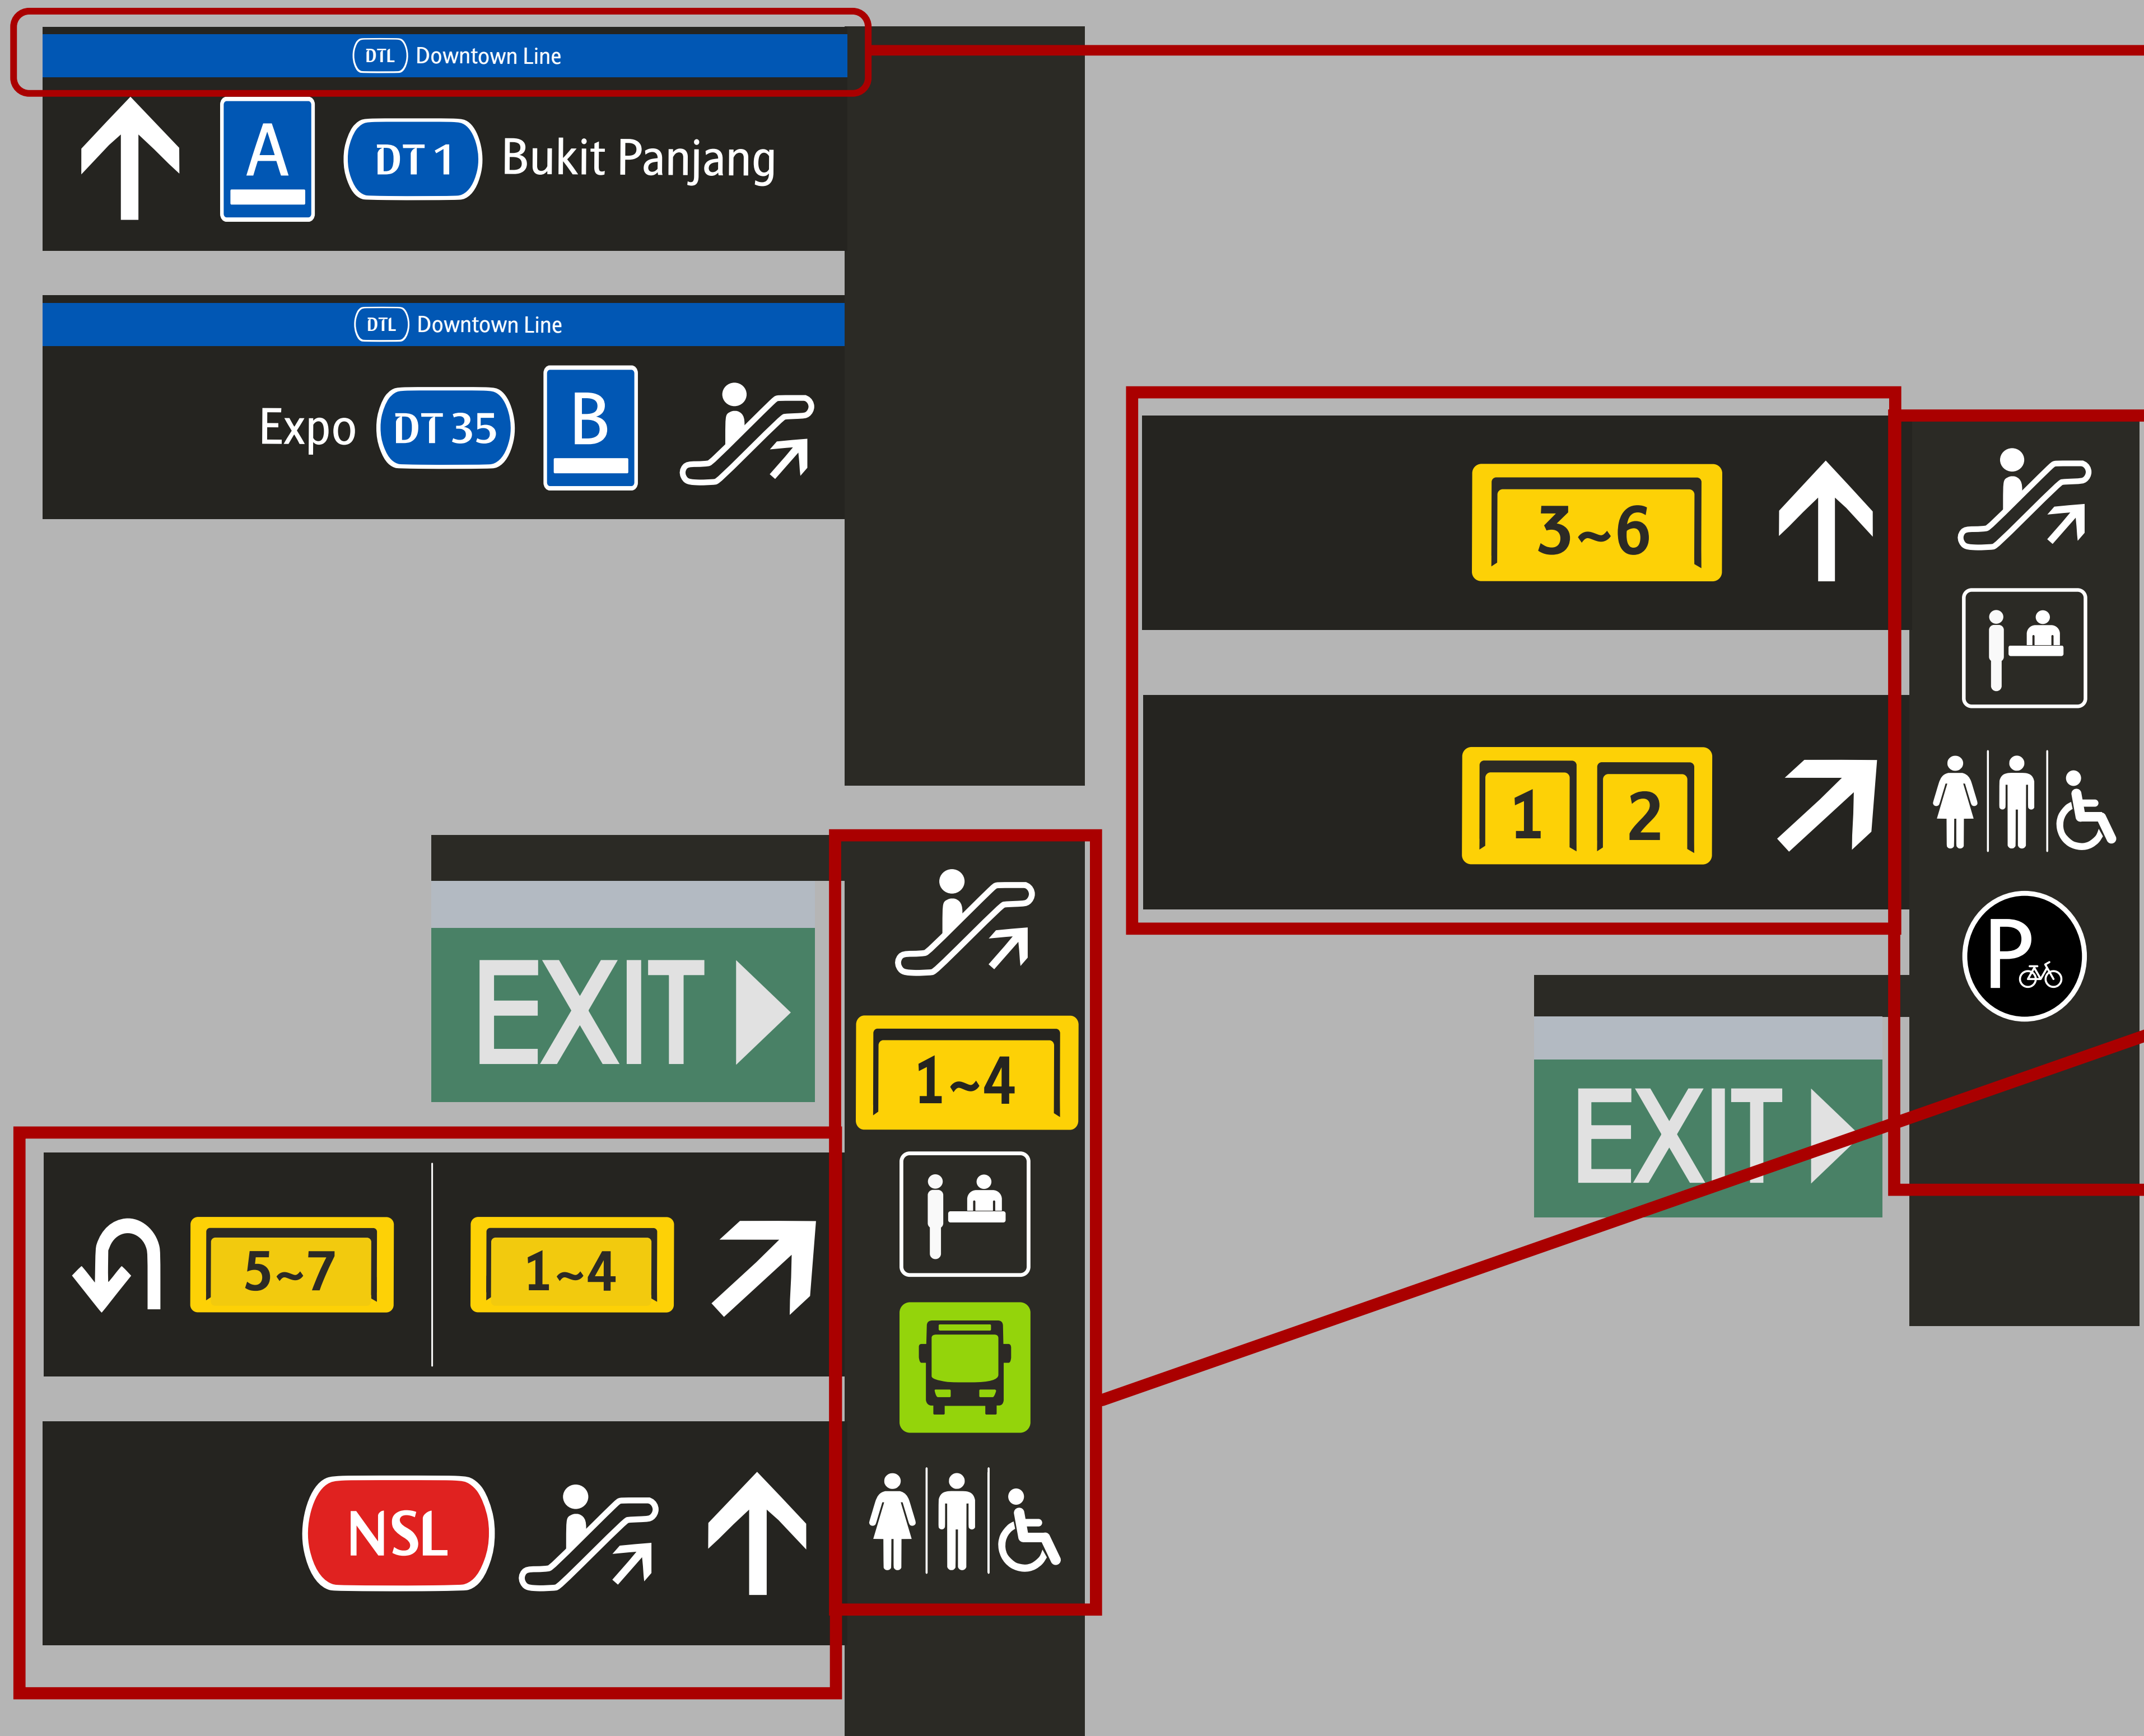 DTL Downtown Line
A DT 1 Bukit Panjang
DTL Downtown Line
Expo DT 35 B
3~6
1 2
P
EXIT
EXIT
1~4
5~7 1~4
NSL